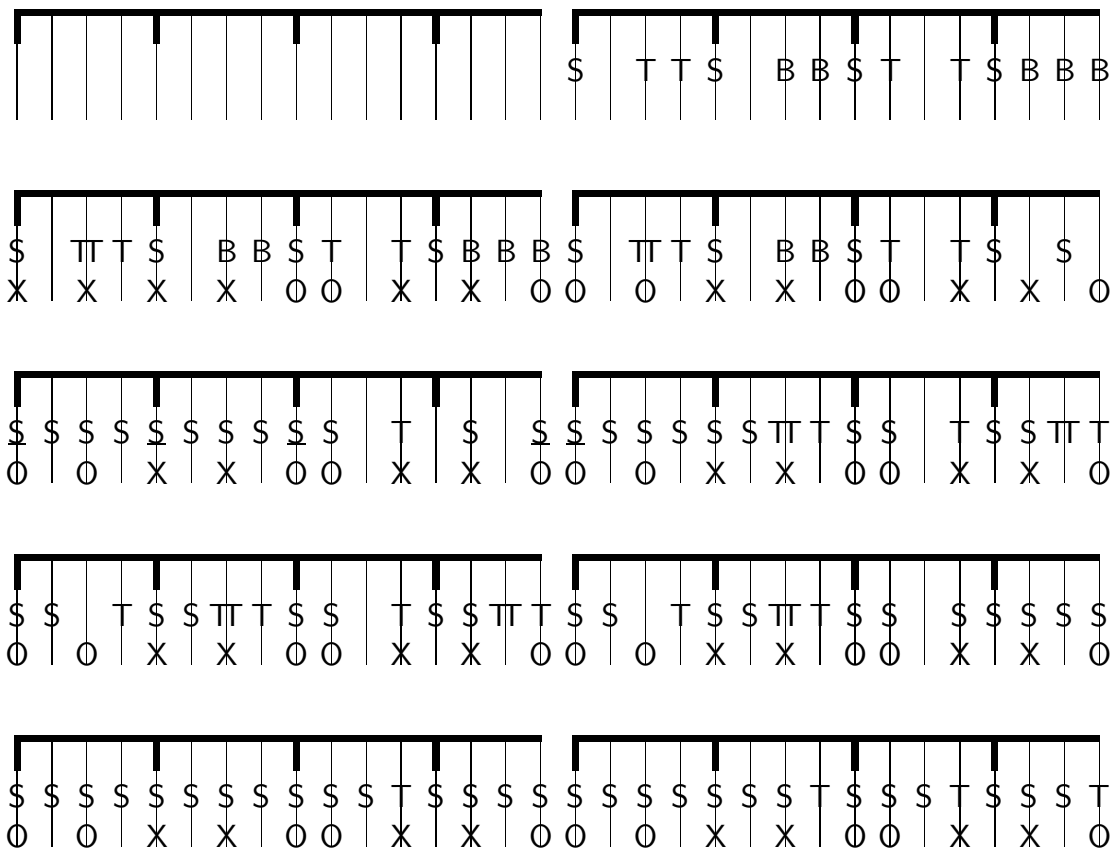 S T T S B B S T T S B B B
S TT T S B B S T T S B B B S TT T S B B S T T S S
X X X X O O X X O O O X X O O X X O
S S S S S S S S S S T S S S S S S S S TT T S S T S S TT T
O O X X O O X X O O O X X O O X X O
S S T S S TT T S S T S S TT T S S T S S TT T S S S S S S S
O O X X O O X X O O O X X O O X X O
S S S S S S S S S S S T S S S S S S S S S S S T S S S T S S S T
O O X X O O X X O O O X X O O X X O